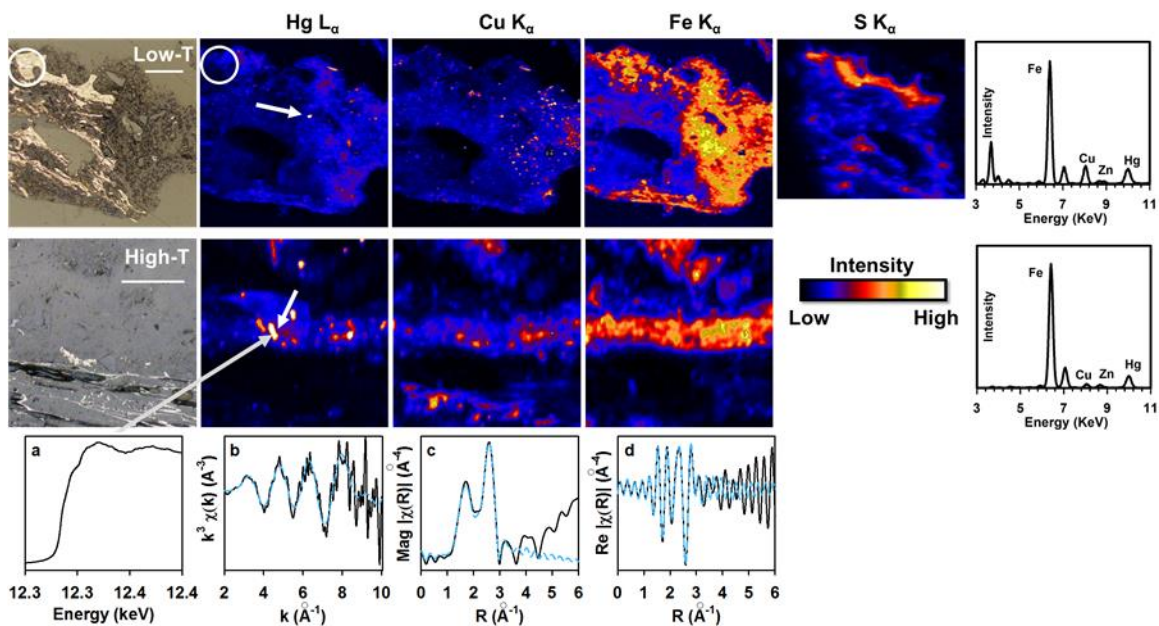 Hg Lα Cu Kα Fe Kα S Kα
Low-T
Intensity
Fe
Cu
Zn
Hg
3 5 7 9 11
Energy (KeV)
High-T
Intensity
Low High
Intensity
Fe
Cu
Zn
Hg
3 5 7 9 11
Energy (KeV)
a
12.3 12.3 12.4 12.4
Energy (keV)
b
k³ χ(k) (Å⁻³)
2 4 6 8 10
k (Å⁻¹)
c
Mag |χ(R)| (Å⁻⁴)
0 1 2 3 4 5 6
R (Å⁻¹)
d
Re |χ(R)| (Å⁻⁴)
0 1 2 3 4 5 6
R (Å⁻¹)